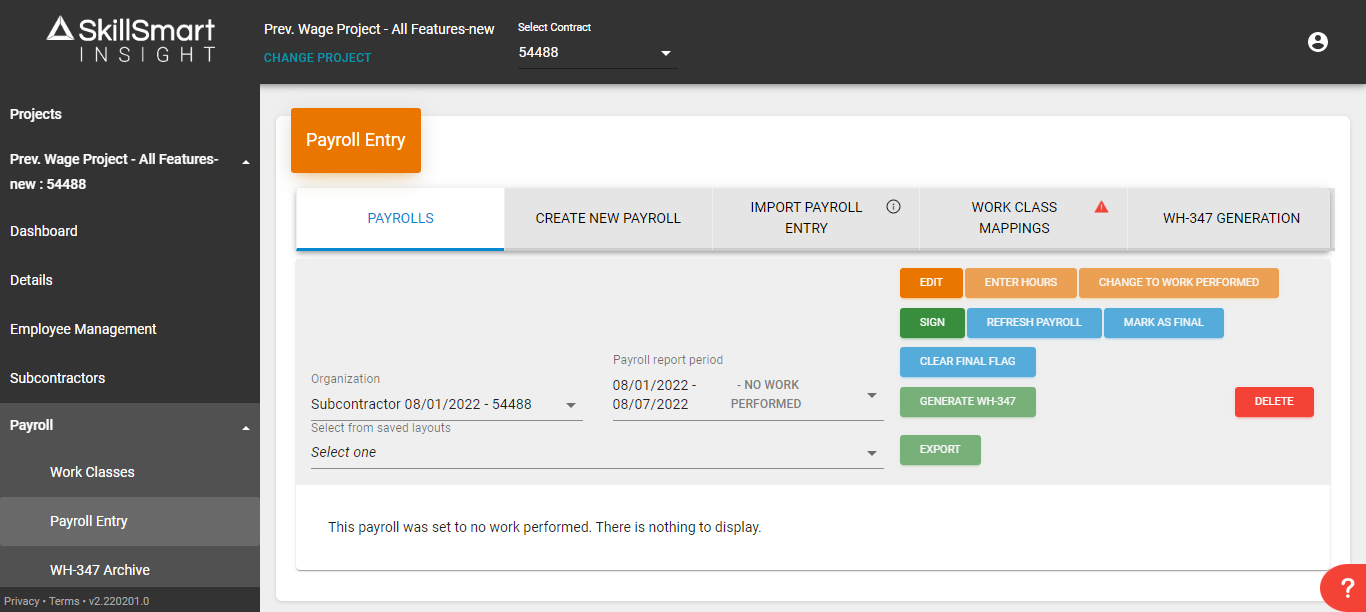 SkillSmart
INSIGHT
Prev. Wage Project - All Features-new
CHANGE PROJECT
Select Contract
54488
Projects
Prev. Wage Project - All Features-
new : 54488
Dashboard
Details
Employee Management
Subcontractors
Payroll
Work Classes
Payroll Entry
WH-347 Archive
Privacy • Terms • v2.220201.0
Payroll Entry
PAYROLLS
CREATE NEW PAYROLL
IMPORT PAYROLL
ENTRY
WORK CLASS
MAPPINGS
WH-347 GENERATION
EDIT
ENTER HOURS
CHANGE TO WORK PERFORMED
SIGN
REFRESH PAYROLL
MARK AS FINAL
CLEAR FINAL FLAG
GENERATE WH-347
DELETE
EXPORT
Organization
Subcontractor 08/01/2022 - 54488
Payroll report period
08/01/2022 -
08/07/2022
- NO WORK
PERFORMED
Select from saved layouts
Select one
This payroll was set to no work performed. There is nothing to display.
?